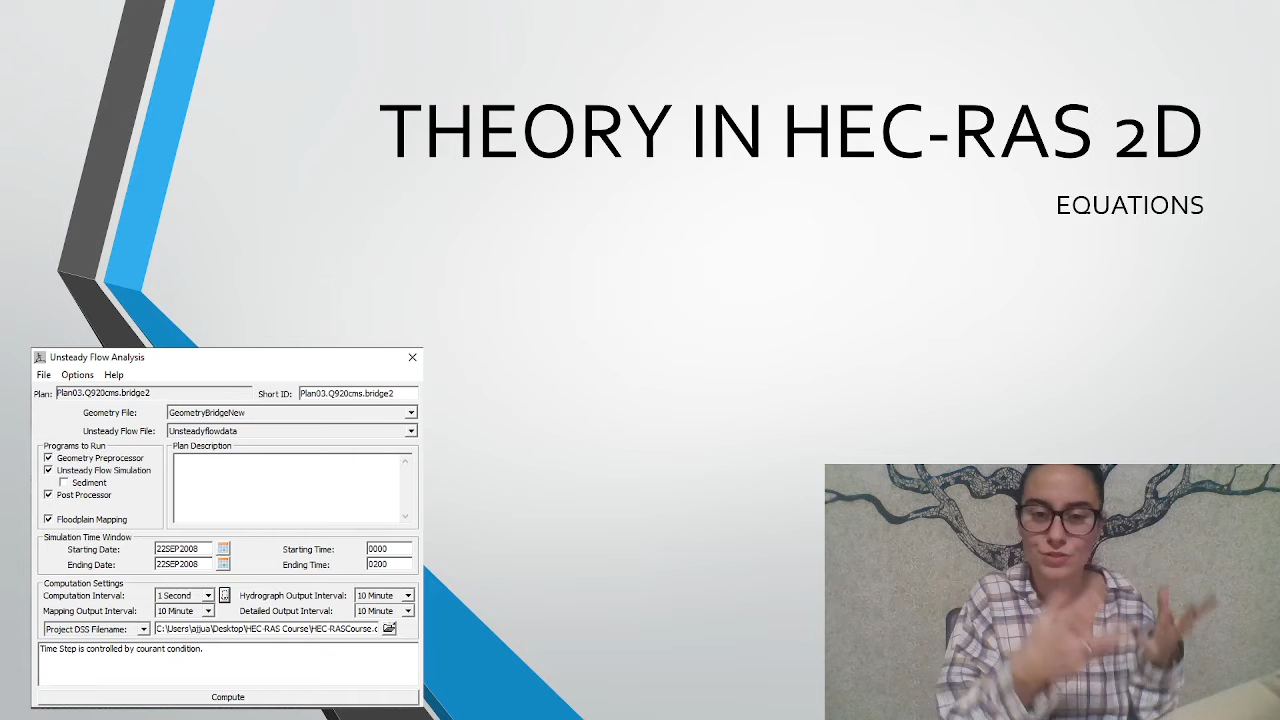 THEORY IN HEC-RAS 2D
EQUATIONS
Unsteady Flow Analysis
File Options Help
Plan: Plan03.Q920cms.bridge2 Short ID: Plan03.Q920cms.bridge2
Geometry File: GeometryBridgeNew
Unsteady Flow File: Unsteadyflowdata
Programs to Run Plan Description
Geometry Preprocessor
Unsteady Flow Simulation
Sediment
Post Processor
Floodplain Mapping
Simulation Time Window
Starting Date: 22SEP2008 Starting Time: 0000
Ending Date: 22SEP2008 Ending Time: 0200
Computation Settings
Computation Interval: 1 Second ... Hydrograph Output Interval: 10 Minute
Mapping Output Interval: 10 Minute Detailed Output Interval: 10 Minute
Project DSS Filename: C:\Users\ajjua\Desktop\HEC-RAS Course\HEC-RASCourse.c
Time Step is controlled by courant condition.
Compute